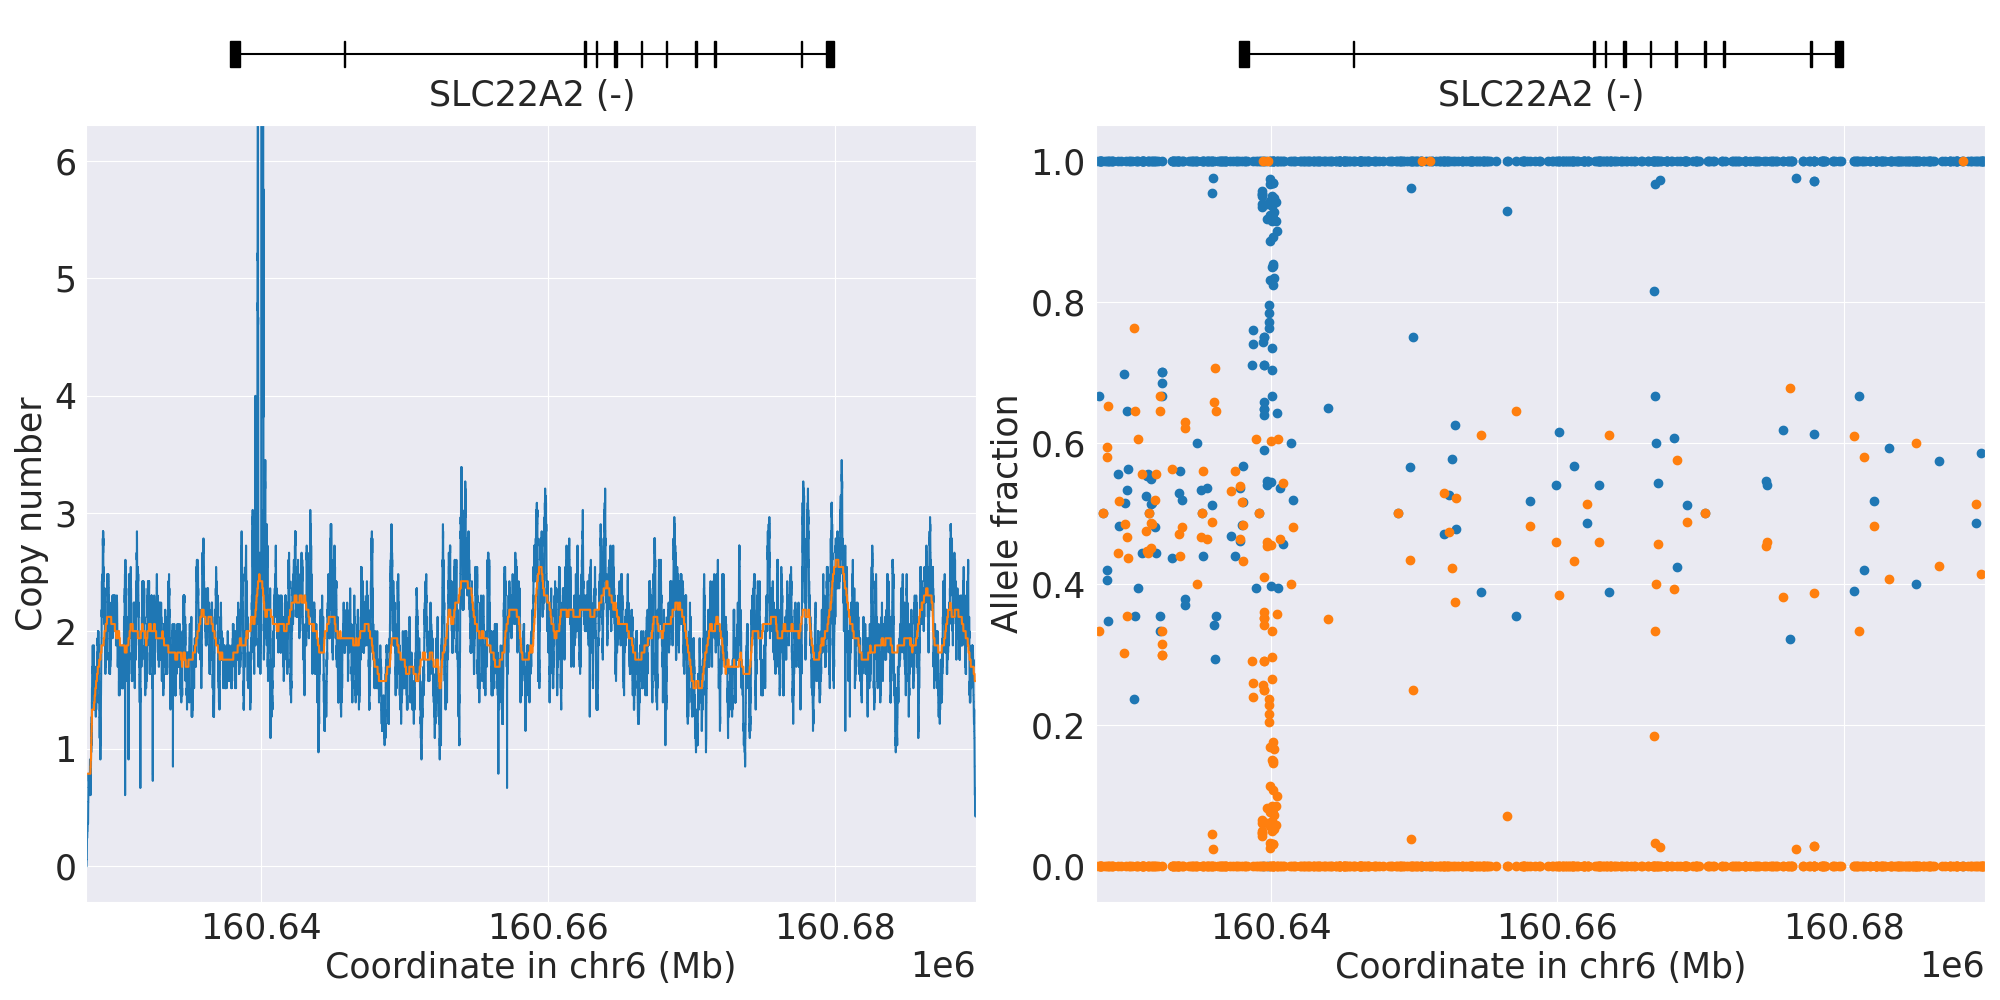 SLC22A2 (-)
Copy number
6
5
4
3
2
1
0
160.64
160.66
160.68
Coordinate in chr6 (Mb)
1e6
SLC22A2 (-)
Allele fraction
1.0
0.8
0.6
0.4
0.2
0.0
160.64
160.66
160.68
Coordinate in chr6 (Mb)
1e6